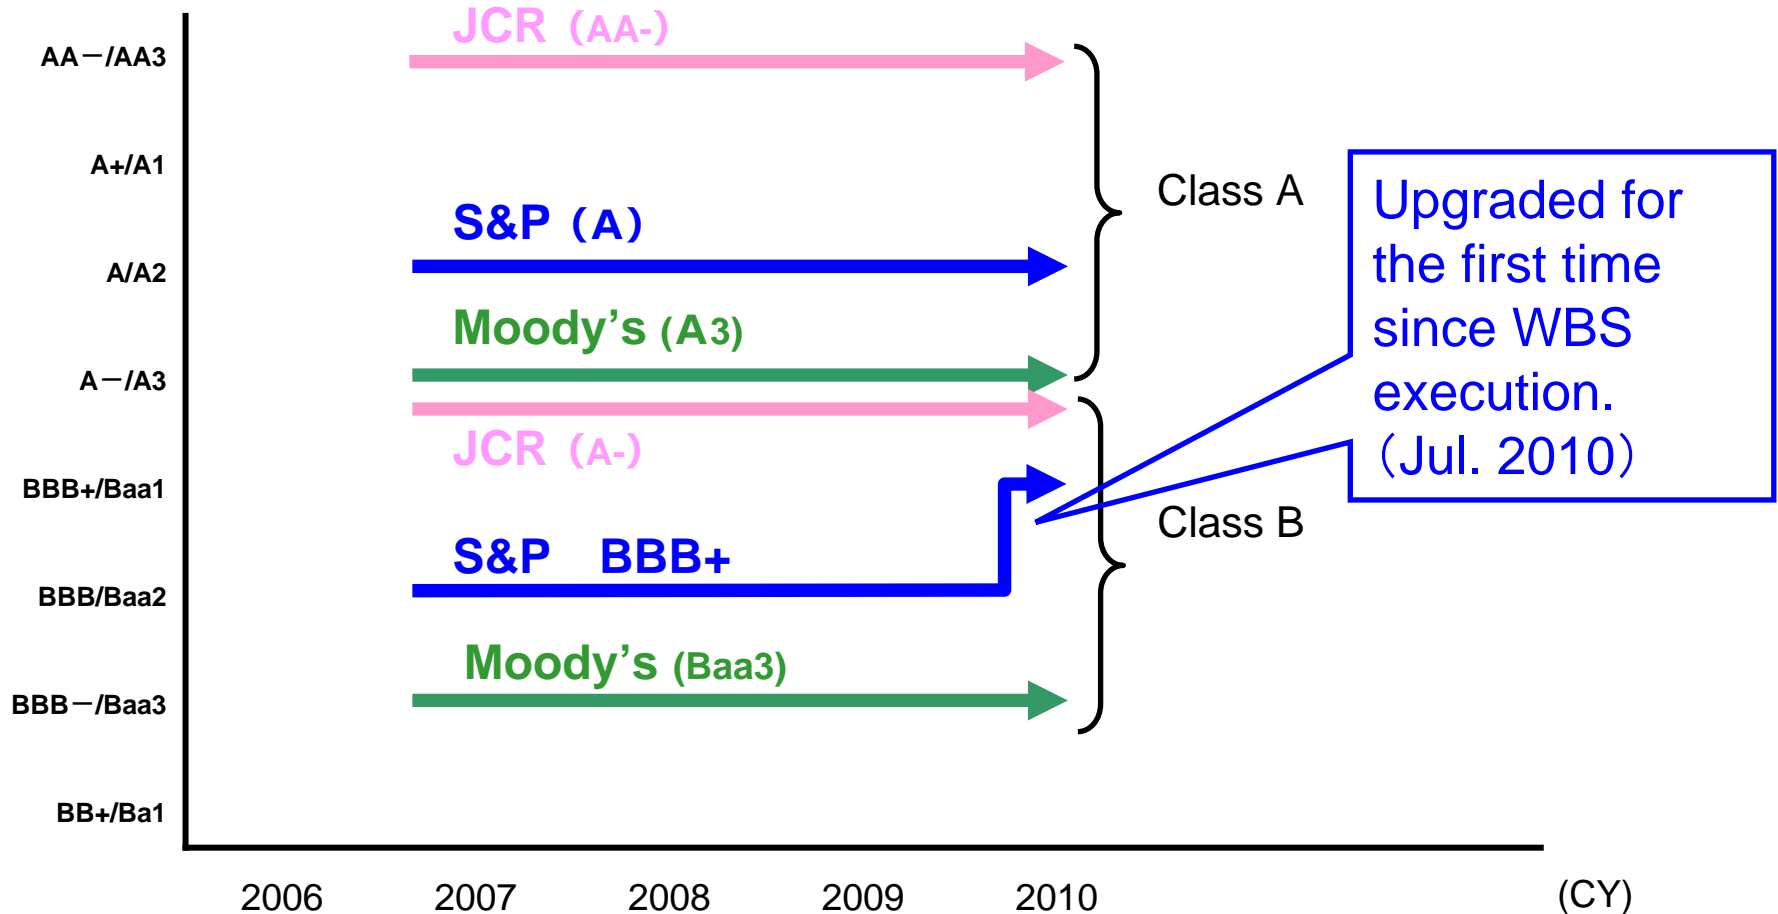 JCR（AA-）
AA－/AA3
A+/A1
Class A
S&P（A）
A/A2
Moody’s (A3)
A－/A3
JCR（A-）
BBB+/Baa1
Class B
S&P　BBB+
BBB/Baa2
Moody’s (Baa3)
BBB－/Baa3
BB+/Ba1
Upgraded for
the first time
since WBS
execution.
（Jul. 2010）
2006 2007 2008 2009 2010 (CY)